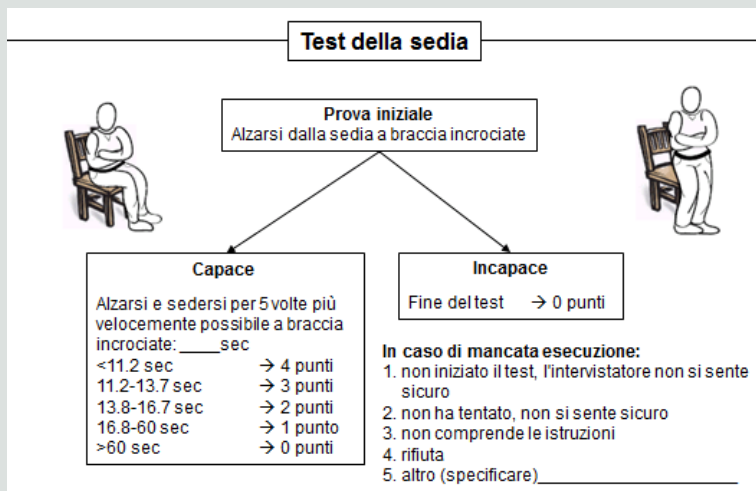 Test della sedia
Prova iniziale
Alzarsi dalla sedia a braccia incrociate
Capace
Alzarsi e sedersi per 5 volte più
velocemente possibile a braccia
incrociate: ____sec
<11.2 sec → 4 punti
11.2-13.7 sec → 3 punti
13.8-16.7 sec → 2 punti
16.8-60 sec → 1 punto
>60 sec → 0 punti
Incapace
Fine del test → 0 punti
In caso di mancata esecuzione:
1. non iniziato il test, l'intervistatore non si sente
sicuro
2. non ha tentato, non si sente sicuro
3. non comprende le istruzioni
4. rifiuta
5. altro (specificare)____________________